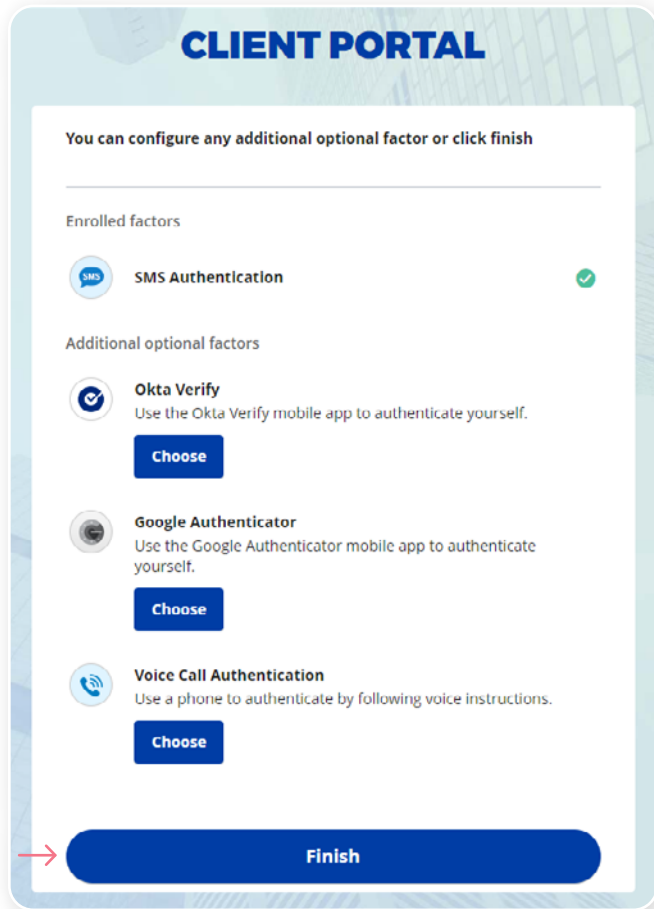 CLIENT PORTAL
You can configure any additional optional factor or click finish
Enrolled factors
SMS
SMS Authentication
Additional optional factors
Okta Verify
Use the Okta Verify mobile app to authenticate yourself.
Choose
Google Authenticator
Use the Google Authenticator mobile app to authenticate
yourself.
Choose
Voice Call Authentication
Use a phone to authenticate by following voice instructions.
Choose
Finish